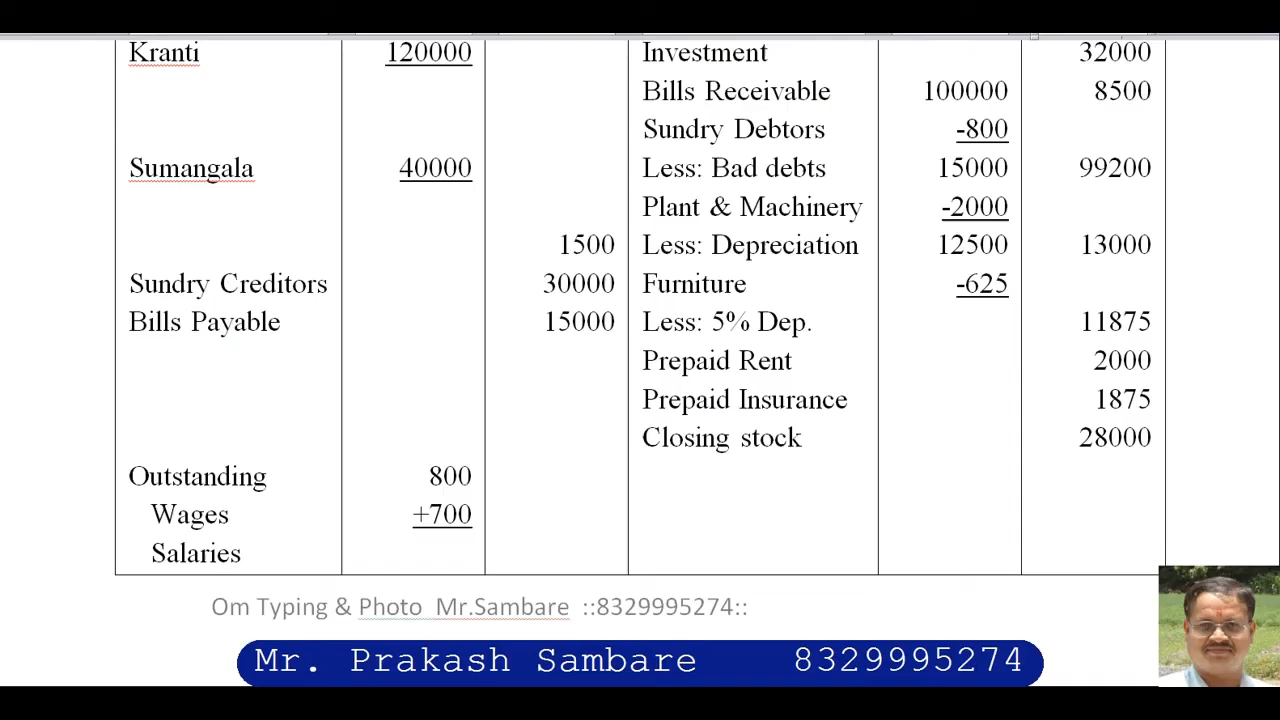 Kranti 120000 Investment 32000
Bills Receivable 100000 8500
Sundry Debtors -800
Sumangala 40000 Less: Bad debts 15000 99200
Plant & Machinery -2000
1500 Less: Depreciation 12500 13000
Sundry Creditors 30000 Furniture -625
Bills Payable 15000 Less: 5% Dep. 11875
Prepaid Rent 2000
Prepaid Insurance 1875
Closing stock 28000
Outstanding 800
Wages +700
Salaries
Om Typing & Photo Mr.Sambare ::8329995274::
Mr. Prakash Sambare 8329995274